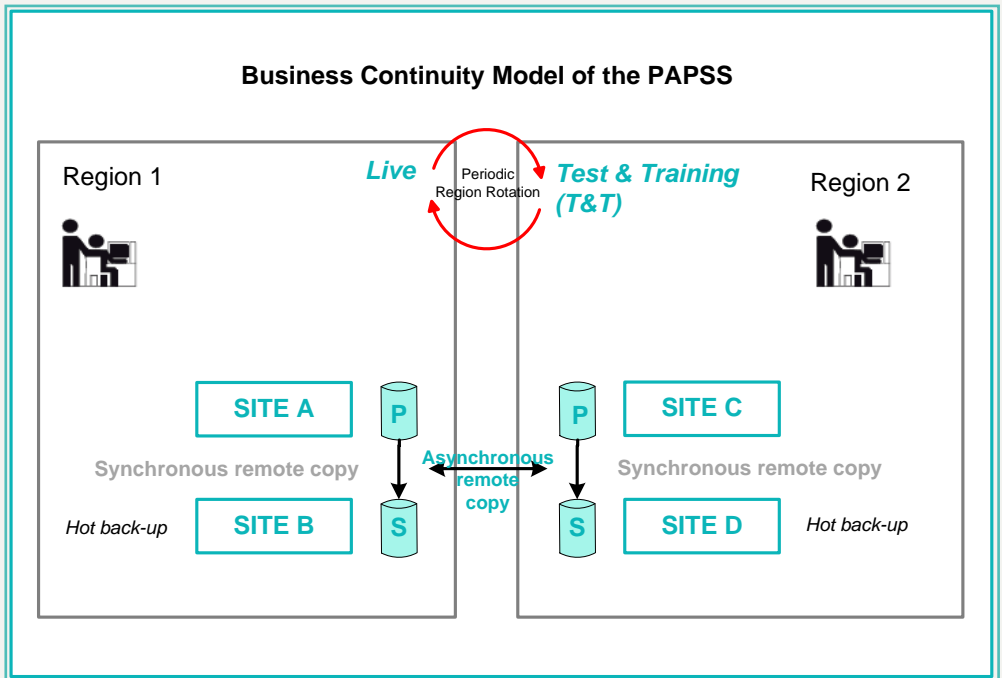 Business Continuity Model of the PAPSS
Region 1
Live
Periodic
Region Rotation
Test & Training
(T&T)
Region 2
SITE A
P
P
SITE C
Synchronous remote copy
Asynchronous
remote
copy
Synchronous remote copy
Hot back-up
SITE B
S
S
SITE D
Hot back-up